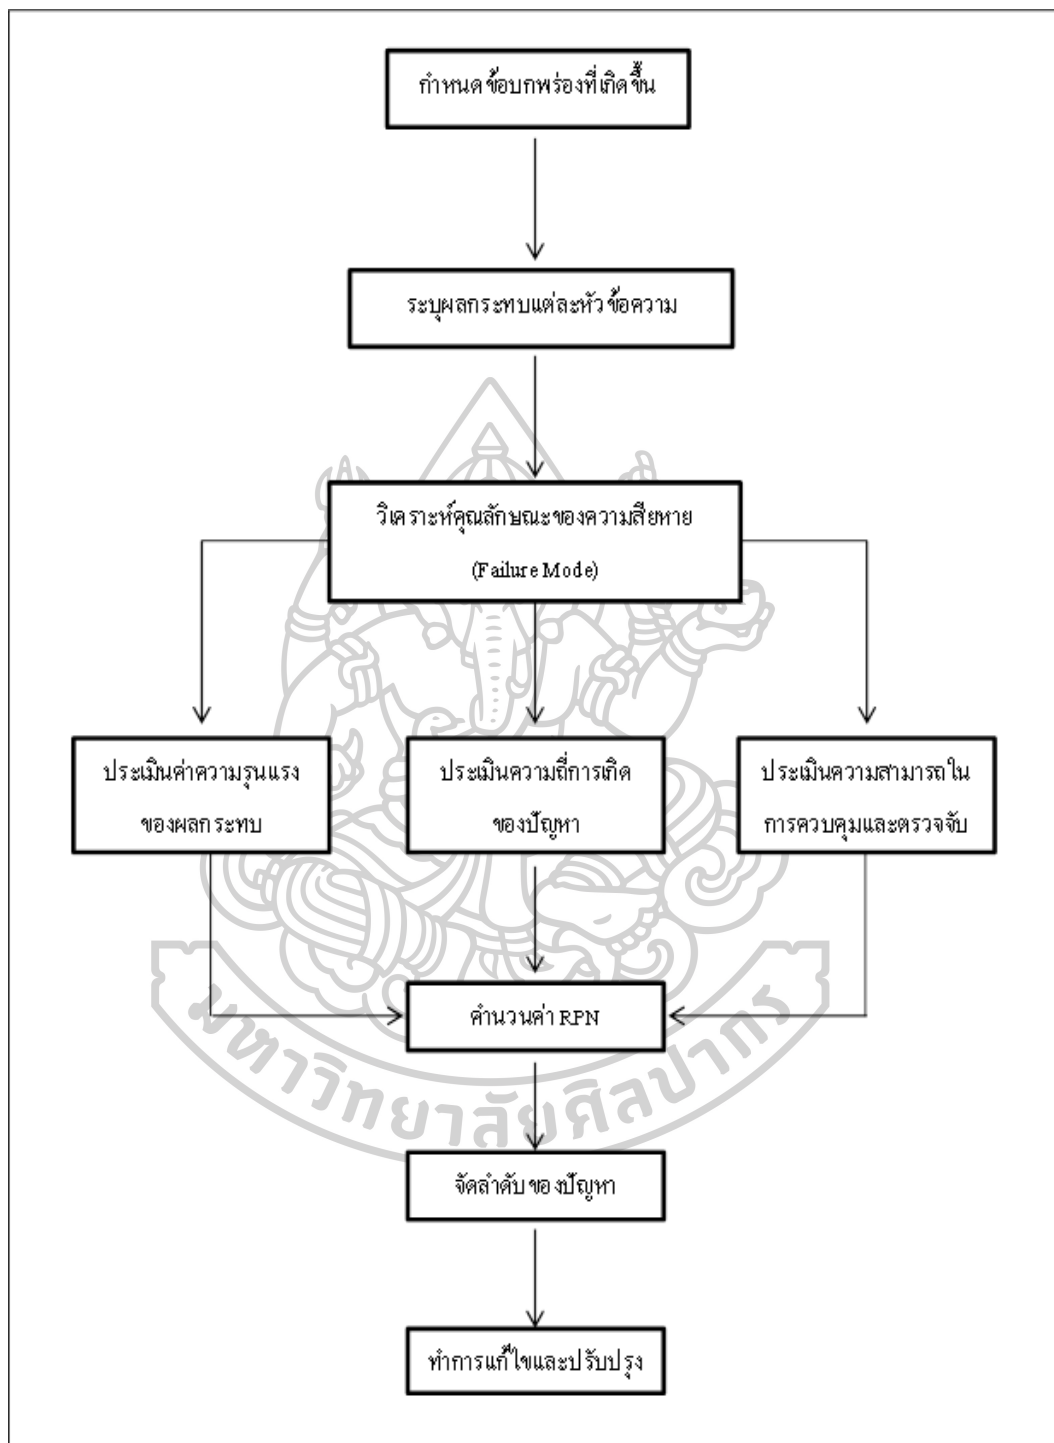 กำหนดข้อบกพร่องที่เกิดขึ้น
ระบุผลกระทบแต่ละหัวข้อความ
วิเคราะห์คุณลักษณะของความสียหาย
(Failure Mode)
ประเมินค่าความรุนแรง
ของผลกระทบ
ประเมินความถี่การเกิด
ของปัญหา
ประเมินความสามารถใน
การควบคุมและตรวจจับ
คำนวนค่า RPN
จัดลำดับของปัญหา
ทำการแก้ไขและปรับปรุง
มหาวิทยาลัยศิลปากร